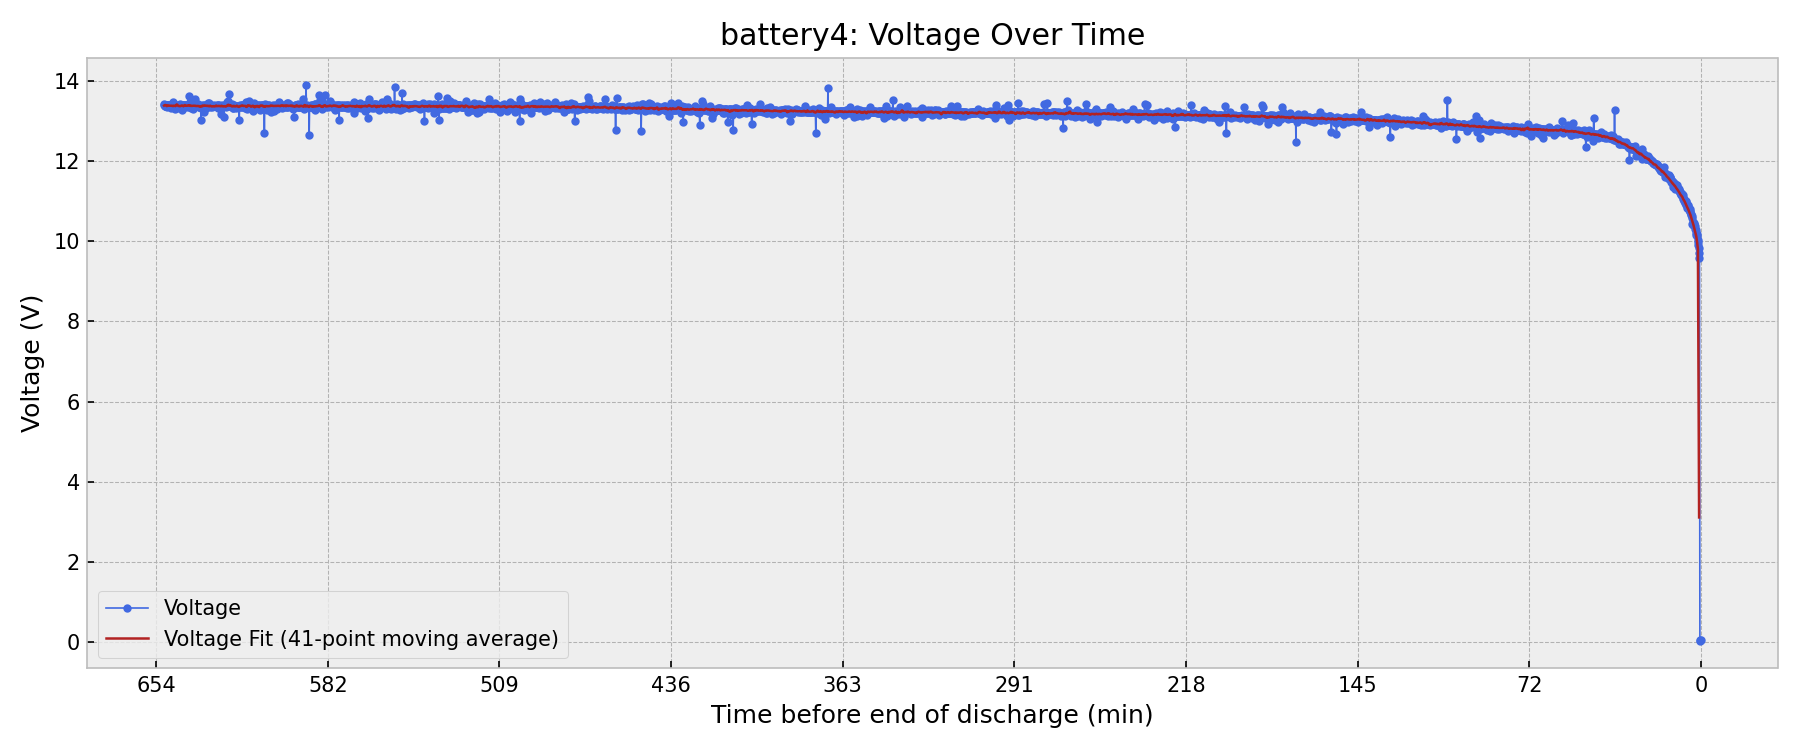 battery4: Voltage Over Time
Voltage (V)
14
12
10
8
6
4
2
0
Voltage
Voltage Fit (41-point moving average)
654 582 509 436 363 291 218 145 72 0
Time before end of discharge (min)